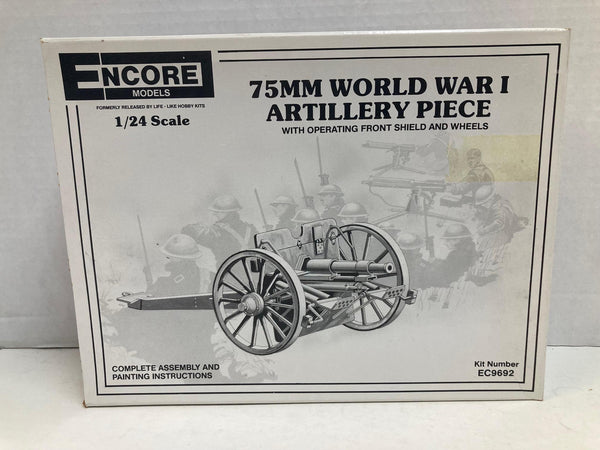 ENCORE
MODELS
FORMERLY RELEASED BY LIFE - LIKE HOBBY KITS
1/24 Scale
75MM WORLD WAR I
ARTILLERY PIECE
WITH OPERATING FRONT SHIELD AND WHEELS
COMPLETE ASSEMBLY AND
PAINTING INSTRUCTIONS
Kit Number
EC9692